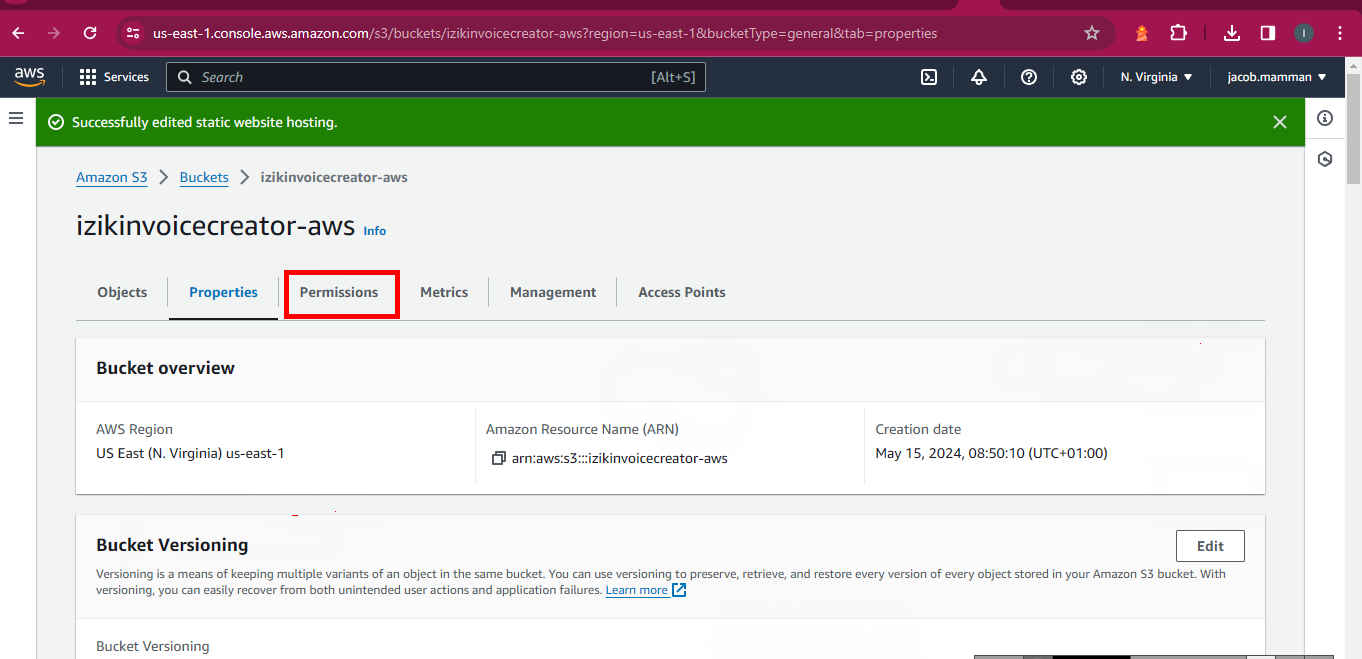 us-east-1.console.aws.amazon.com/s3/buckets/izikinvoicecreator-aws?region=us-east-1&bucketType=general&tab=properties
I
aws
Services
Search
[Alt+S]
N. Virginia
jacob.mamman
Successfully edited static website hosting.
Amazon S3
Buckets
izikinvoicecreator-aws
izikinvoicecreator-aws Info
Objects
Properties
Permissions
Metrics
Management
Access Points
Bucket overview
AWS Region
US East (N. Virginia) us-east-1
Amazon Resource Name (ARN)
arn:aws:s3:::izikinvoicecreator-aws
Creation date
May 15, 2024, 08:50:10 (UTC+01:00)
Bucket Versioning
Edit
Versioning is a means of keeping multiple variants of an object in the same bucket. You can use versioning to preserve, retrieve, and restore every version of every object stored in your Amazon S3 bucket. With
versioning, you can easily recover from both unintended user actions and application failures. Learn more
Bucket Versioning